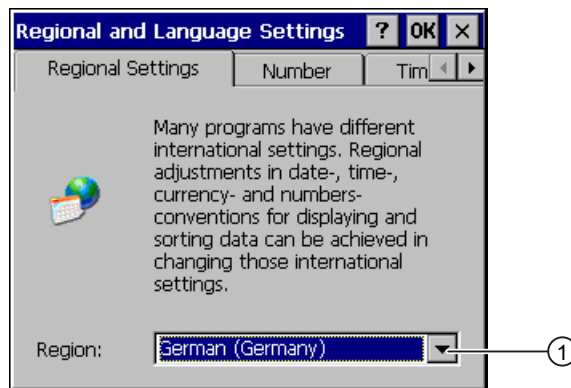 Regional and Language Settings ? OK ×
Regional Settings Number Tim
Many programs have different
international settings. Regional
adjustments in date-, time-,
currency- and numbers-
conventions for displaying and
sorting data can be achieved in
changing those international
settings.
Region: German (Germany) 1